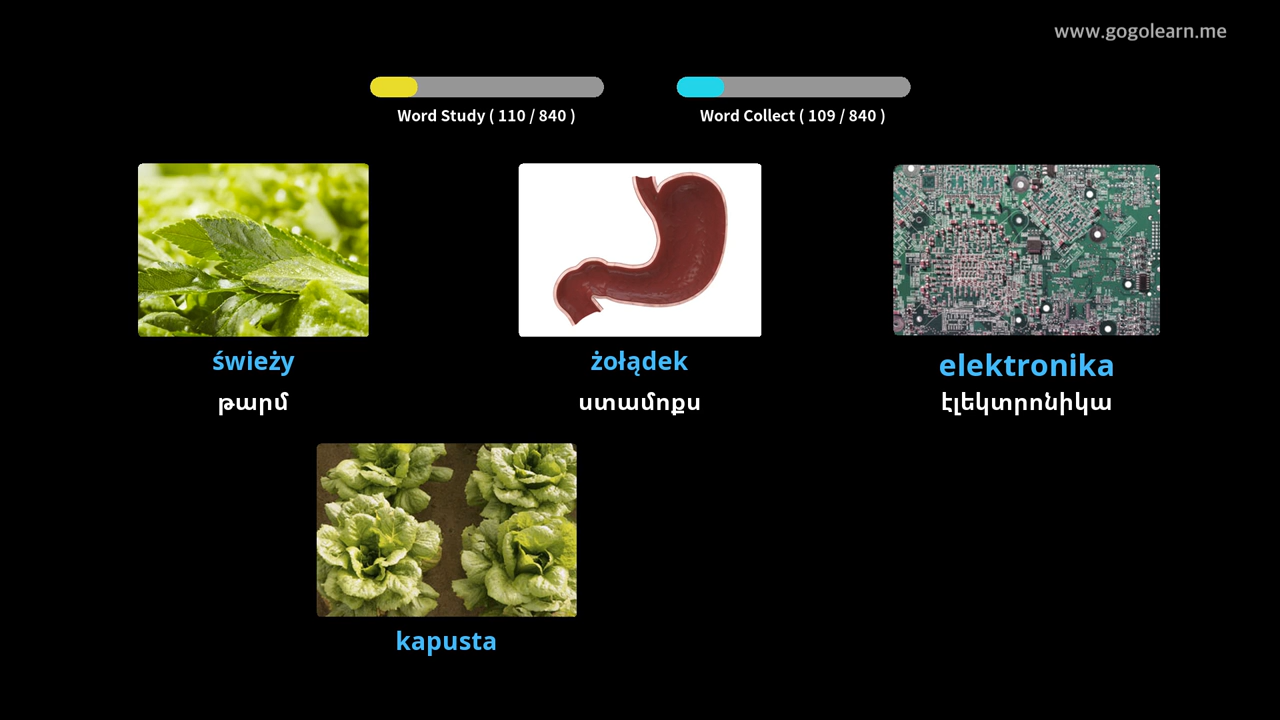 www.gogolearn.me
Word Study ( 110 / 840 )
Word Collect ( 109 / 840 )
świeży
żołądek
elektronika
թարմ
ստամոքս
էլեկտրոնիկա
kapusta